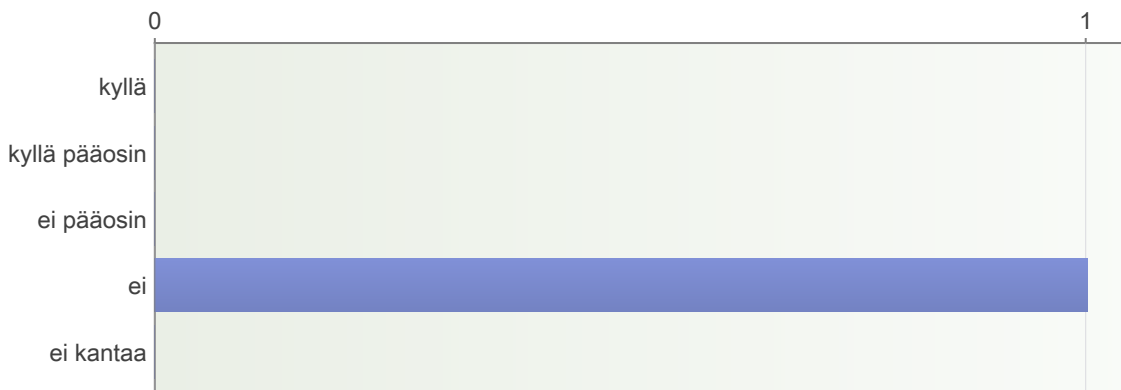 0 1
kyllä
kyllä pääosin
ei pääosin
ei
ei kantaa